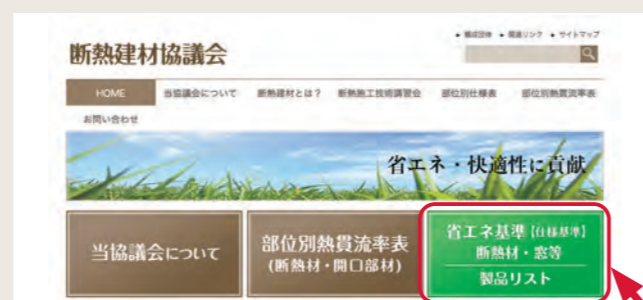 構成団体 関連リンク サイトマップ
断熱建材協議会
HOME 当協議会について 断熱建材とは? 断熱施工技術講習会 部位別仕様表 部位別熱貫流率表
お問い合わせ
省エネ・快適性に貢献
当協議会について
部位別熱貫流率表
(断熱材・開口部材)
省エネ基準【仕様基準】
断熱材・窓等
製品リスト